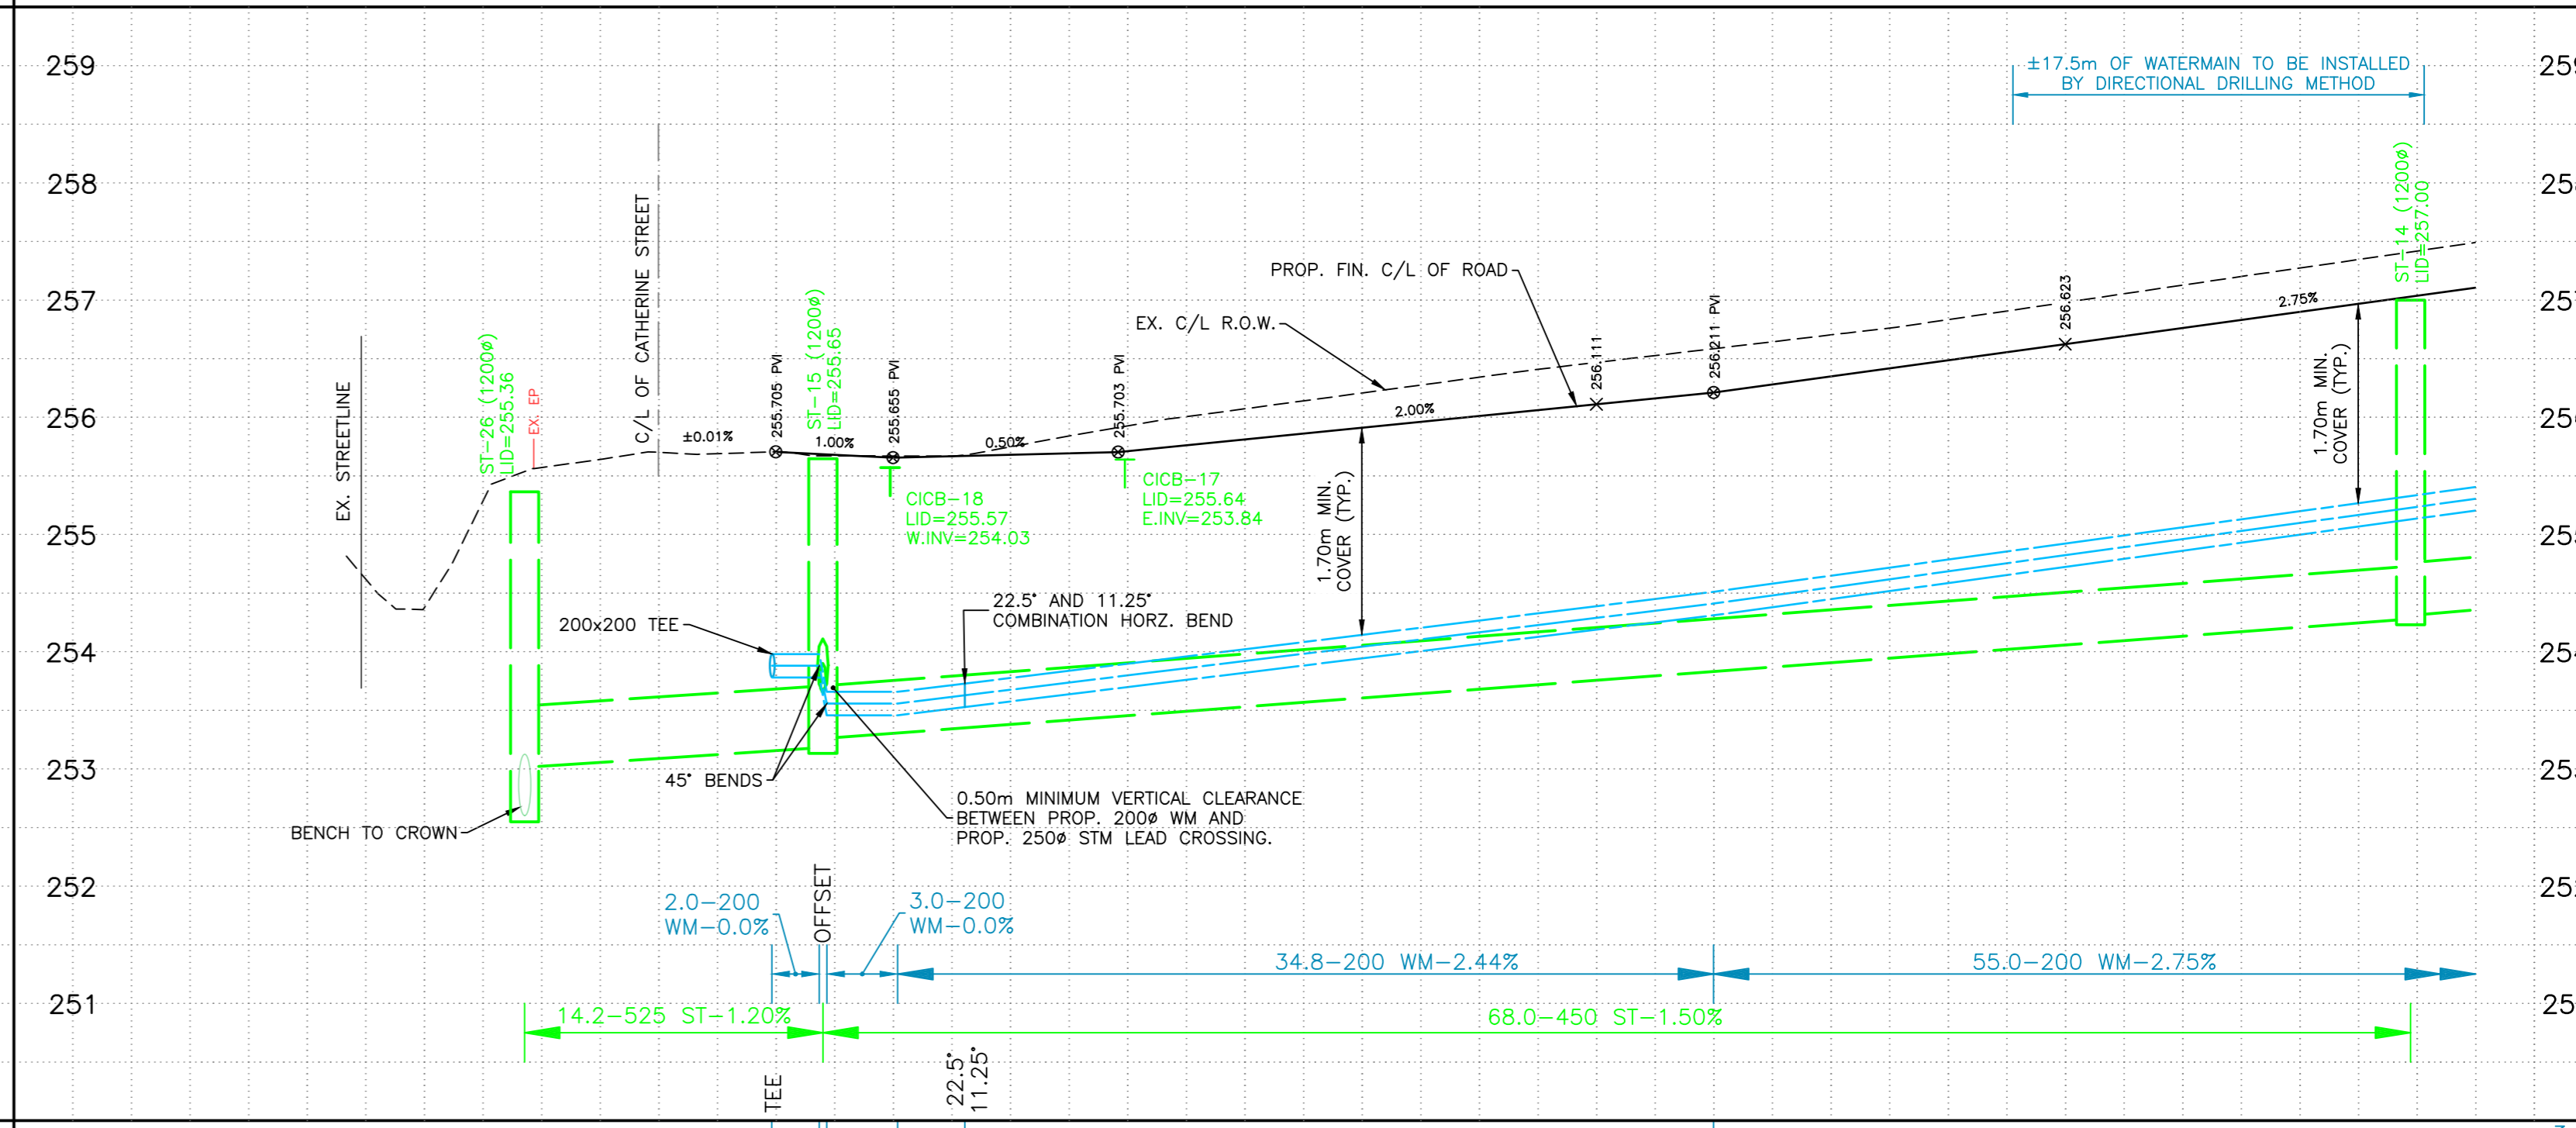 259
258
257
256
255
254
253
252
251
±17.5m OF WATERMAIN TO BE INSTALLED
BY DIRECTIONAL DRILLING METHOD
EX. STREETLINE
ST-26 (1200ø)
LID=255.36
EX. EP
C/L OF CATHERINE STREET
±0.01%
255.705 PVI
ST-15 (1200ø)
LID=255.65
1.00%
255.655 PVI
0.50%
255.703 PVI
EX. C/L R.O.W.
PROP. FIN. C/L OF ROAD
2.00%
256.111
256.211 PVI
256.623
2.75%
ST-14 (1200ø)
LID=257.00
CICB-18
LID=255.57
W.INV=254.03
CICB-17
LID=255.64
E.INV=253.84
1.70m MIN.
COVER (TYP.)
1.70m MIN.
COVER (TYP.)
200x200 TEE
22.5° AND 11.25°
COMBINATION HORZ. BEND
45° BENDS
0.50m MINIMUM VERTICAL CLEARANCE
BETWEEN PROP. 200ø WM AND
PROP. 250ø STM LEAD CROSSING.
BENCH TO CROWN
2.0-200
WM-0.0%
OFFSET
3.0-200
WM-0.0%
34.8-200 WM-2.44%
55.0-200 WM-2.75%
14.2-525 ST-1.20%
68.0-450 ST-1.50%
TEE
22.5°
11.25°